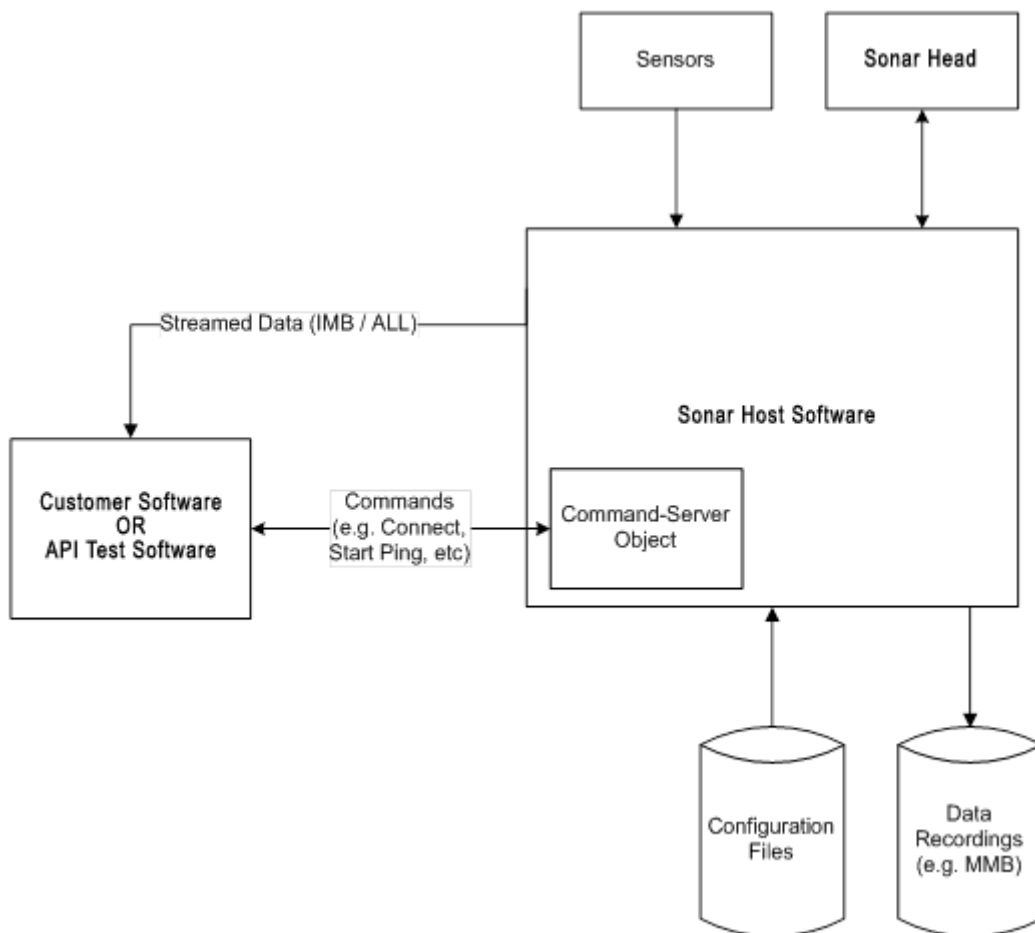 Sensors
Sonar Head
Streamed Data (IMB / ALL)
Sonar Host Software
Customer Software
OR
API Test Software
Commands
(e.g. Connect,
Start Ping, etc)
Command-Server
Object
Configuration
Files
Data
Recordings
(e.g. MMB)